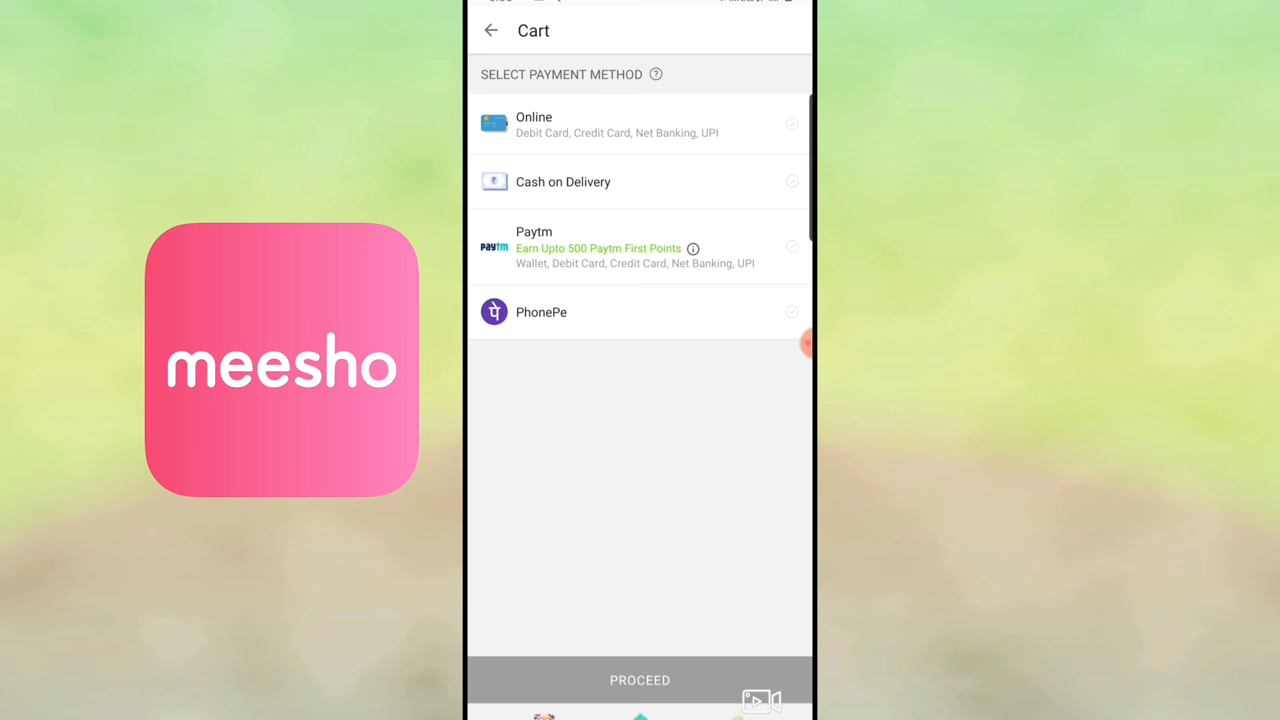 Cart
SELECT PAYMENT METHOD ?
Online
Debit Card, Credit Card, Net Banking, UPI
Cash on Delivery
₹
Paytm
paytm
Earn Upto 500 Paytm First Points
Wallet, Debit Card, Credit Card, Net Banking, UPI
पे
PhonePe
meesho
PROCEED